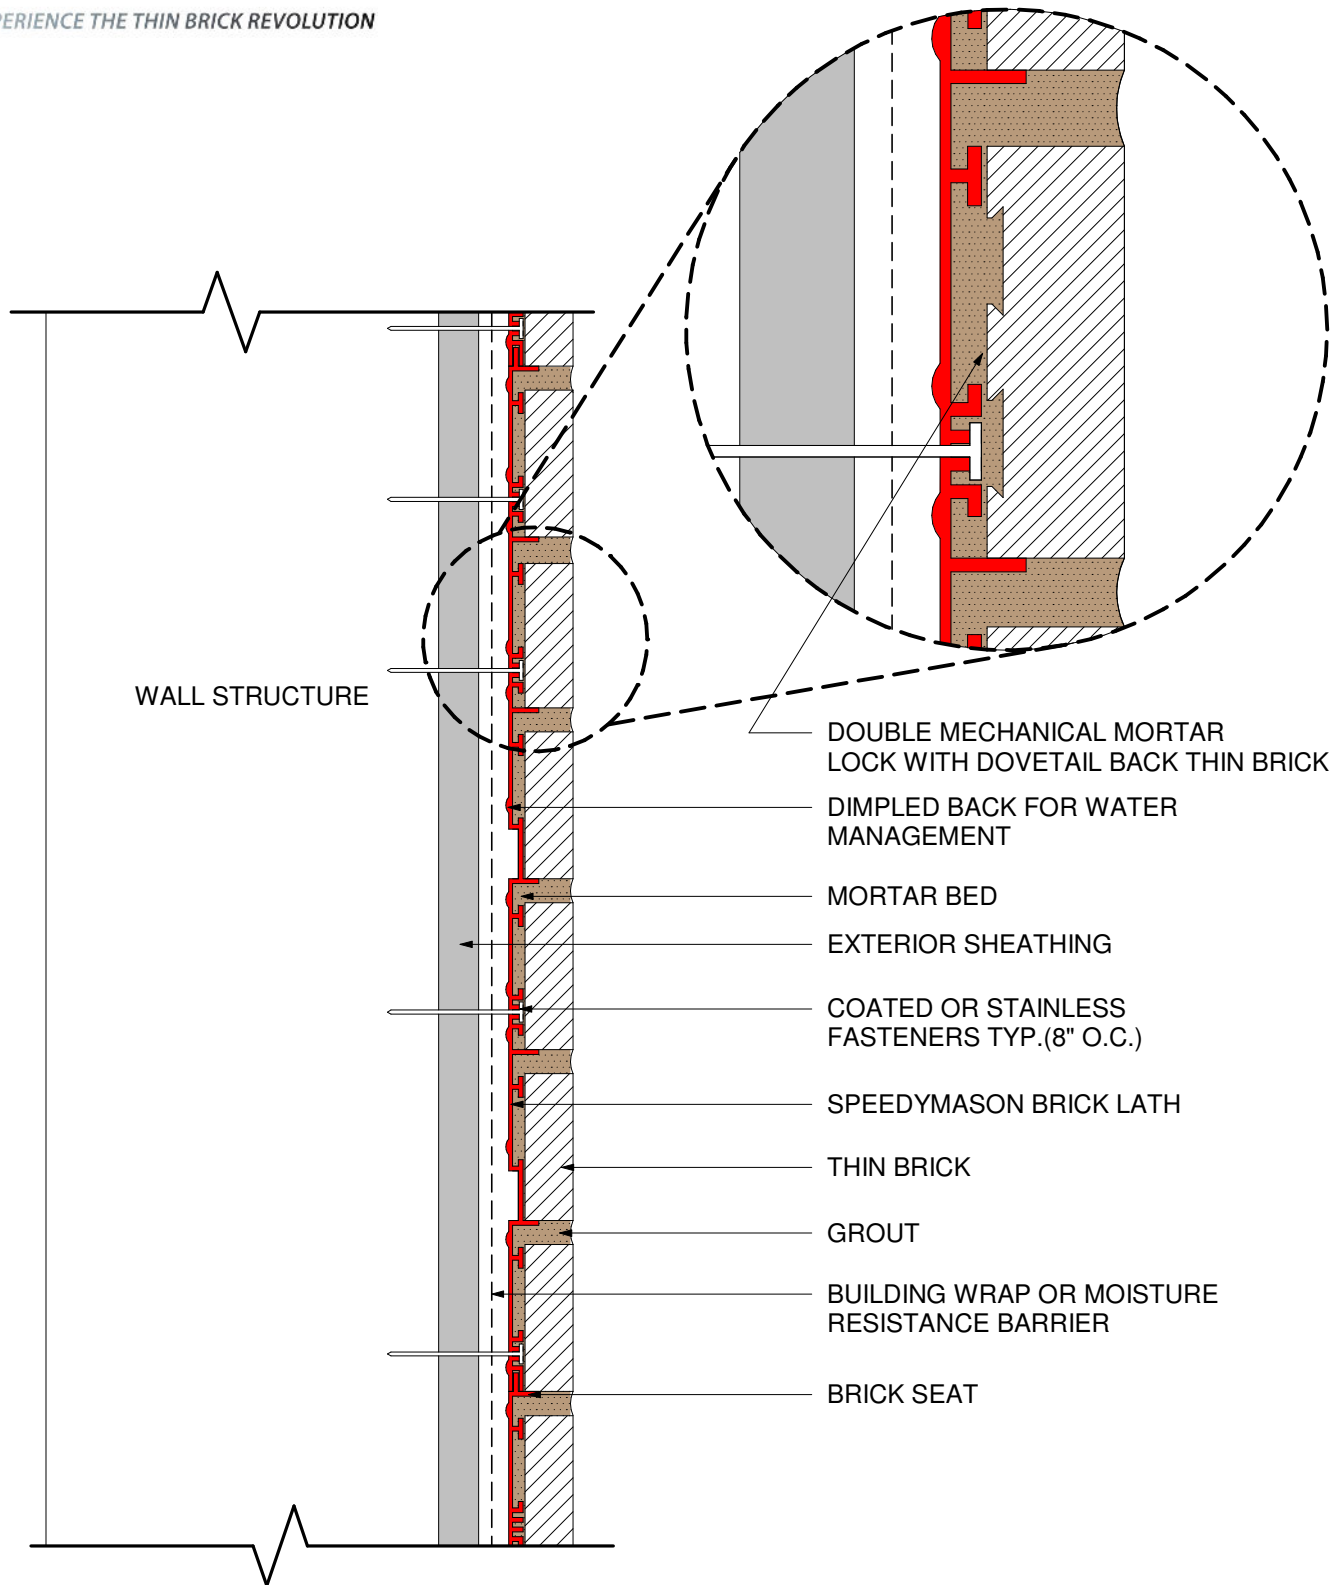 THE THIN BRICK REVOLUTION
WALL STRUCTURE
DOUBLE MECHANICAL MORTAR
LOCK WITH DOVETAIL BACK THIN BRICK
DIMPLED BACK FOR WATER
MANAGEMENT
MORTAR BED
EXTERIOR SHEATHING
COATED OR STAINLESS
FASTENERS TYP.(8" O.C.)
SPEEDYMASON BRICK LATH
THIN BRICK
GROUT
BUILDING WRAP OR MOISTURE
RESISTANCE BARRIER
BRICK SEAT